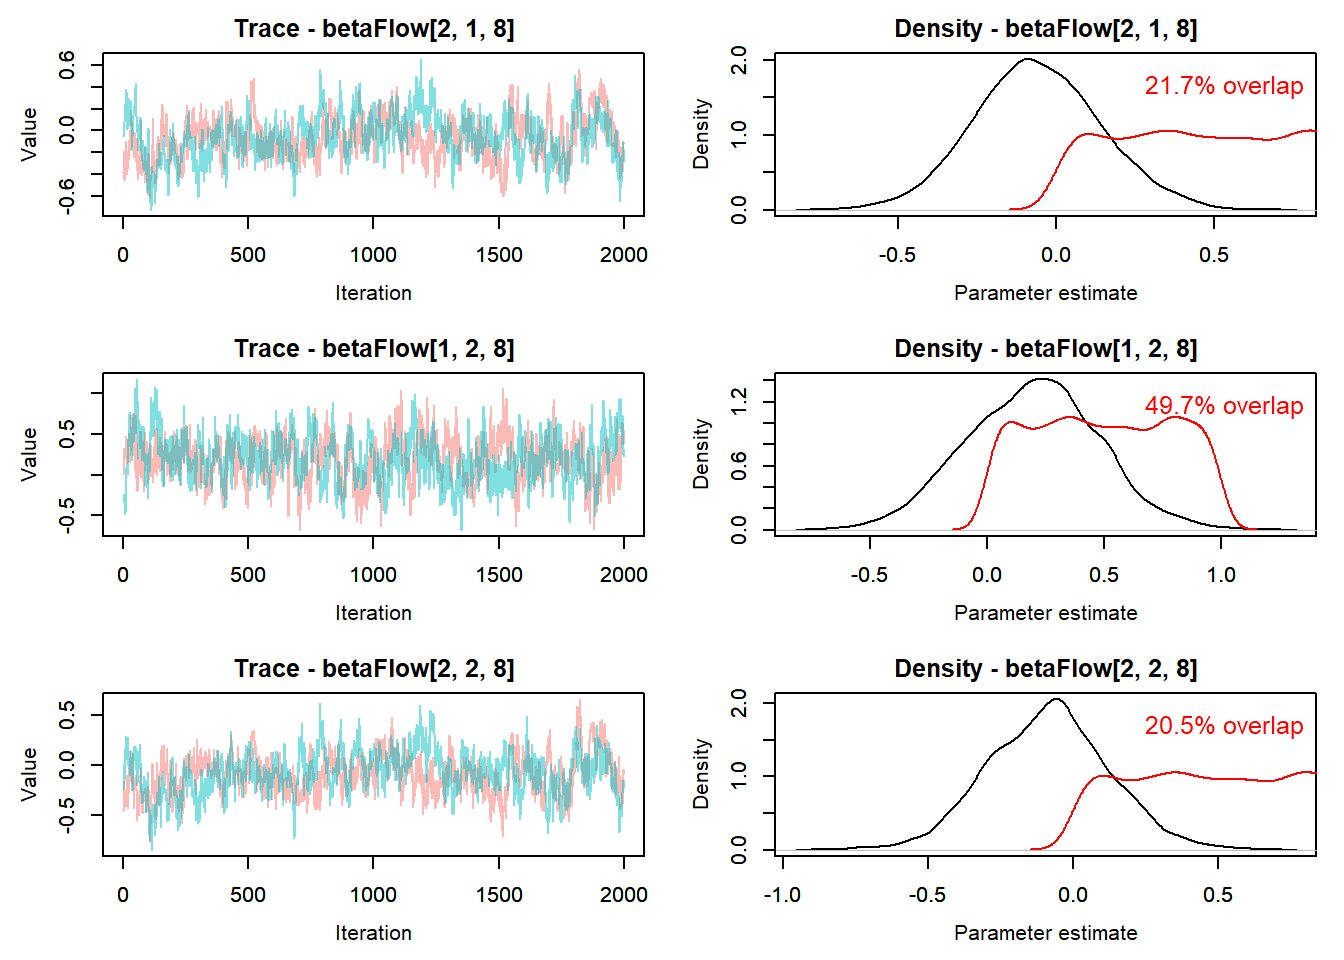 Trace - betaFlow[2, 1, 8]
Value
-0.6 0.0 0.6
0 500 1000 1500 2000
Iteration
Density - betaFlow[2, 1, 8]
21.7% overlap
Density
0.0 1.0 2.0
-0.5 0.0 0.5
Parameter estimate
Trace - betaFlow[1, 2, 8]
Value
-0.5 0.5
0 500 1000 1500 2000
Iteration
Density - betaFlow[1, 2, 8]
49.7% overlap
Density
0.0 0.6 1.2
-0.5 0.0 0.5 1.0
Parameter estimate
Trace - betaFlow[2, 2, 8]
Value
-0.5 0.0 0.5
0 500 1000 1500 2000
Iteration
Density - betaFlow[2, 2, 8]
20.5% overlap
Density
0.0 1.0 2.0
-1.0 -0.5 0.0 0.5
Parameter estimate